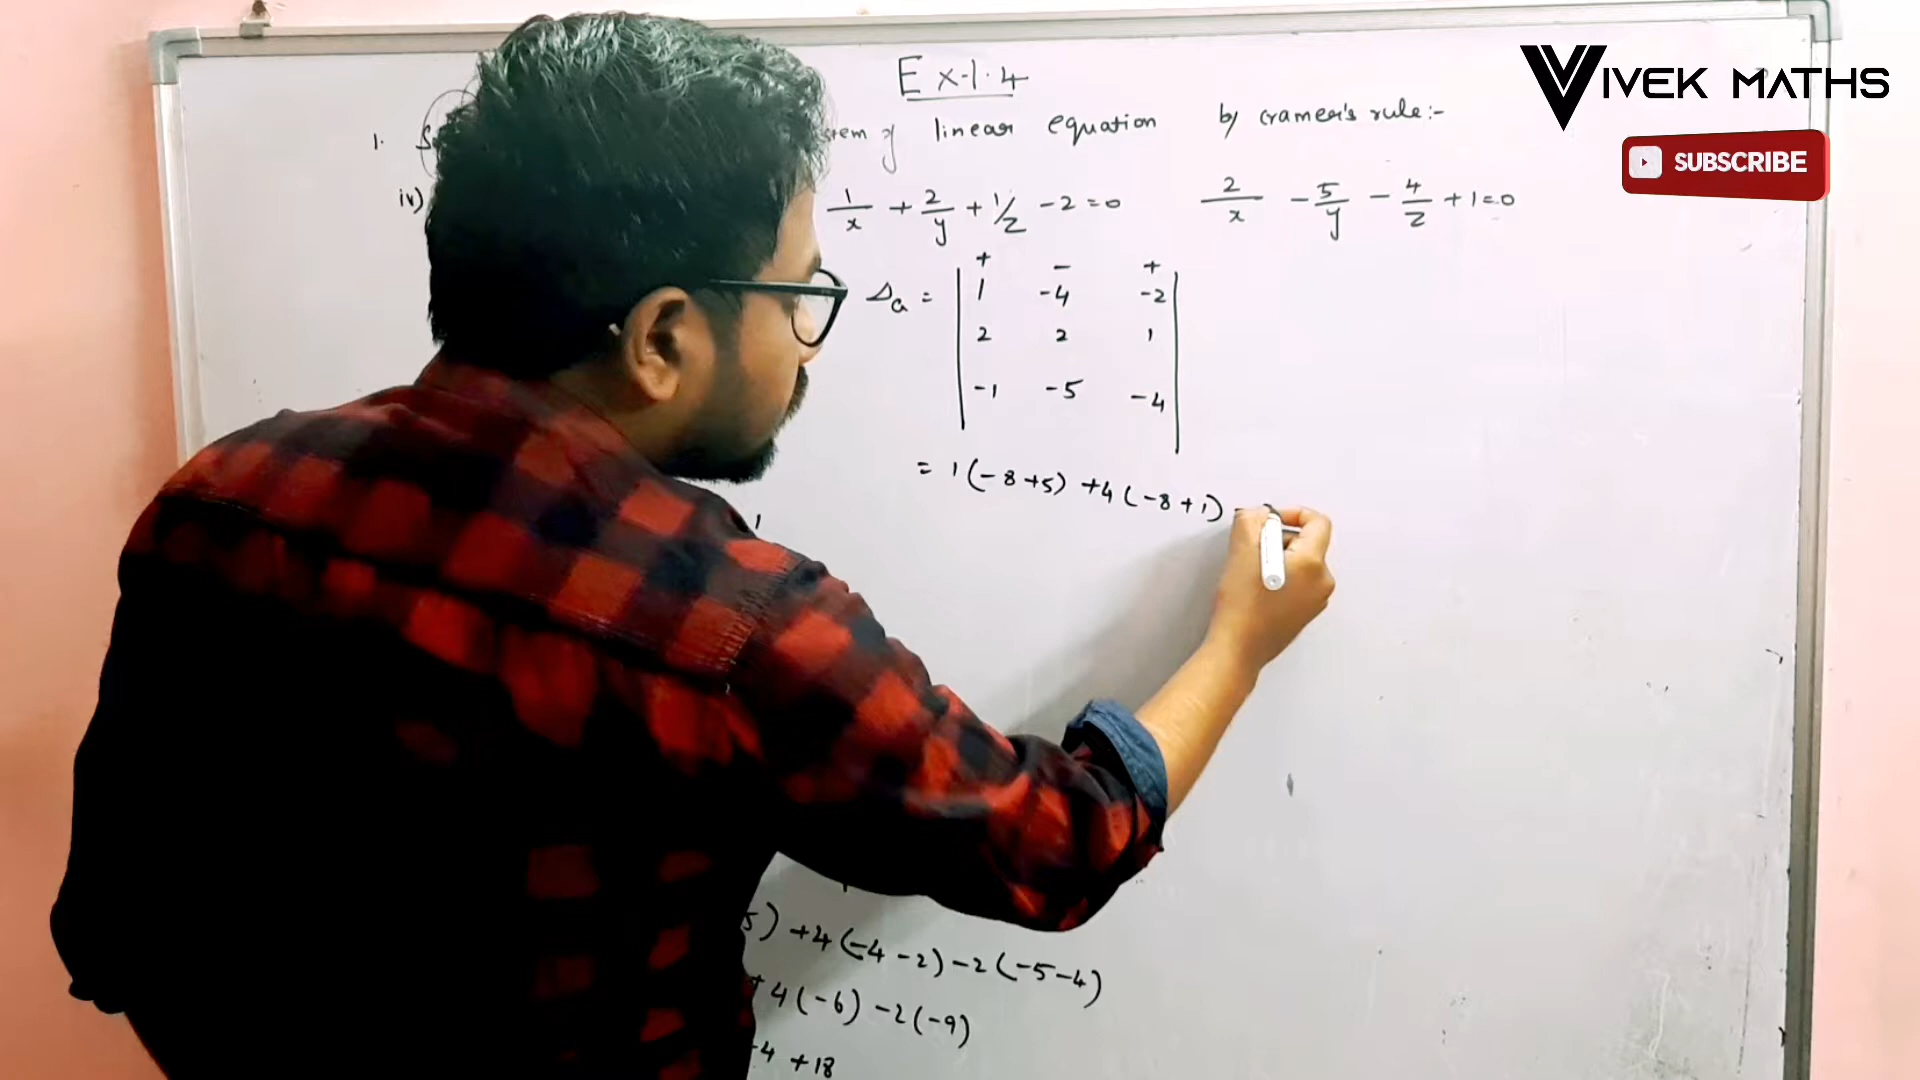 Ex-1.4
VIVEK MATHS
SUBSCRIBE
1. linear equation by cramer's rule:-
iv) 1/x + 2/y + 1/z - 2 = 0 2/x - 5/y - 4/z + 1 = 0
+ - +
Δa = | 1 -4 -2 |
| 2 2 1 |
| -1 -5 -4 |
= 1(-8+5) +4(-8+1) -
5) +4(-4-2) -2(-5-4)
+ 4(-6) -2(-9)
4 +18